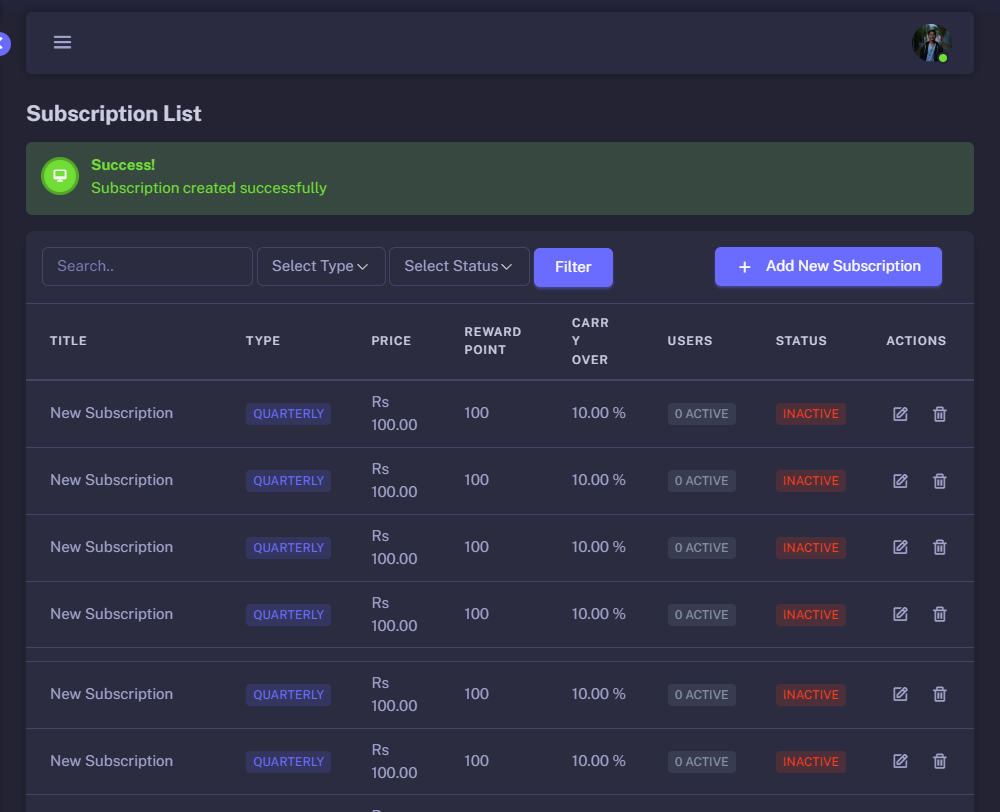 Subscription List
Success!
Subscription created successfully
Search.. Select Type Select Status Filter + Add New Subscription
TITLE TYPE PRICE REWARD POINT CARR Y OVER USERS STATUS ACTIONS
New Subscription QUARTERLY Rs 100.00 100 10.00 % 0 ACTIVE INACTIVE
New Subscription QUARTERLY Rs 100.00 100 10.00 % 0 ACTIVE INACTIVE
New Subscription QUARTERLY Rs 100.00 100 10.00 % 0 ACTIVE INACTIVE
New Subscription QUARTERLY Rs 100.00 100 10.00 % 0 ACTIVE INACTIVE
New Subscription QUARTERLY Rs 100.00 100 10.00 % 0 ACTIVE INACTIVE
New Subscription QUARTERLY Rs 100.00 100 10.00 % 0 ACTIVE INACTIVE